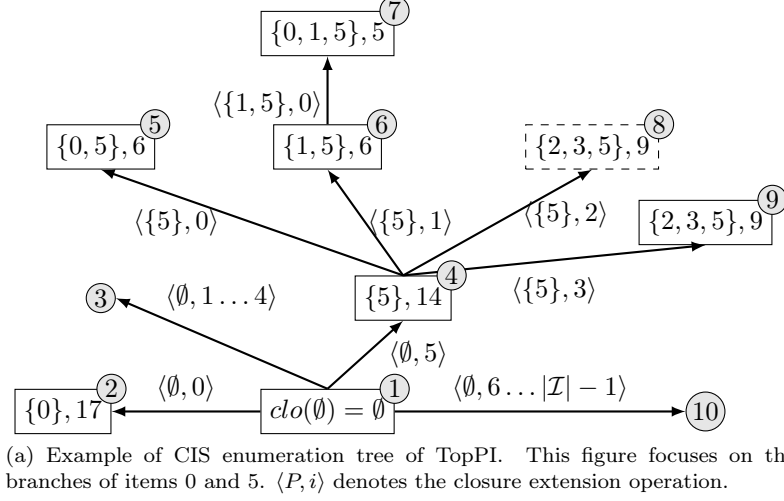 7
{0, 1, 5}, 5
⟨{1, 5}, 0⟩
5
{0, 5}, 6
6
{1, 5}, 6
8
{2, 3, 5}, 9
9
{2, 3, 5}, 9
⟨{5}, 0⟩
⟨{5}, 1⟩
⟨{5}, 2⟩
⟨{5}, 3⟩
4
{5}, 14
3
⟨∅, 1 . . . 4⟩
⟨∅, 5⟩
2
{0}, 17
⟨∅, 0⟩
1
clo(∅) = ∅
⟨∅, 6 . . . |ℐ| − 1⟩
10
(a) Example of CIS enumeration tree of TopPI. This figure focuses on th
branches of items 0 and 5. ⟨P, i⟩ denotes the closure extension operation.